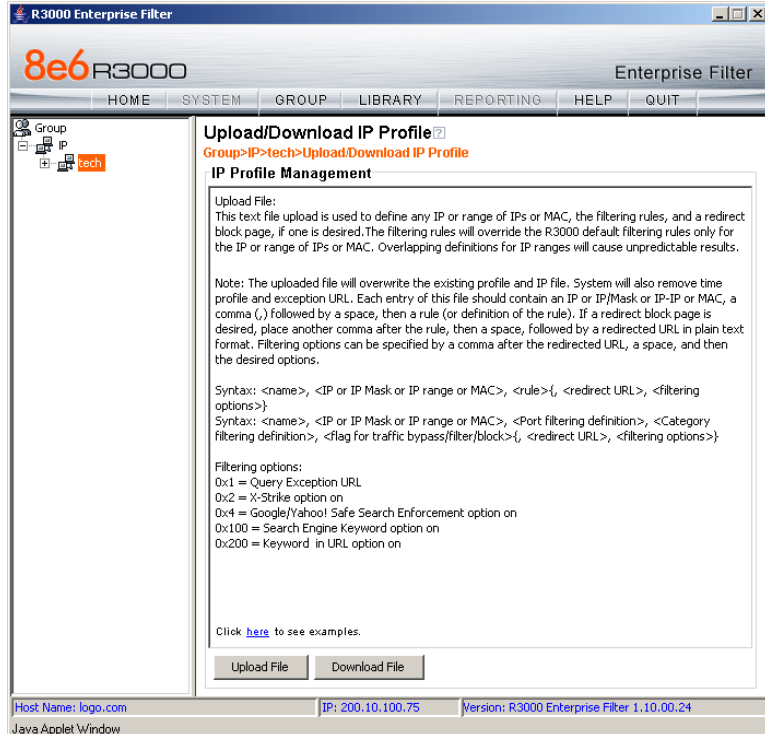 R3000 Enterprise Filter
8e6 R3000
Enterprise Filter
HOME SYSTEM GROUP LIBRARY REPORTING HELP QUIT
Group
IP
tech
Upload/Download IP Profile
Group>IP>tech>Upload/Download IP Profile
IP Profile Management
Upload File:
This text file upload is used to define any IP or range of IPs or MAC, the filtering rules, and a redirect
block page, if one is desired.The filtering rules will override the R3000 default filtering rules only for
the IP or range of IPs or MAC. Overlapping definitions for IP ranges will cause unpredictable results.
Note: The uploaded file will overwrite the existing profile and IP file. System will also remove time
profile and exception URL. Each entry of this file should contain an IP or IP/Mask or IP-IP or MAC, a
comma (,) followed by a space, then a rule (or definition of the rule). If a redirect block page is
desired, place another comma after the rule, then a space, followed by a redirected URL in plain text
format. Filtering options can be specified by a comma after the redirected URL, a space, and then
the desired options.
Syntax: <name>, <IP or IP Mask or IP range or MAC>, <rule>{, <redirect URL>, <filtering
options>}
Syntax: <name>, <IP or IP Mask or IP range or MAC>, <Port filtering definition>, <Category
filtering definition>, <flag for traffic bypass/filter/block>{, <redirect URL>, <filtering options>}
Filtering options:
0x1 = Query Exception URL
0x2 = X-Strike option on
0x4 = Google/Yahoo! Safe Search Enforcement option on
0x100 = Search Engine Keyword option on
0x200 = Keyword in URL option on
Click here to see examples.
Upload File Download File
Host Name: logo.com IP: 200.10.100.75 Version: R3000 Enterprise Filter 1.10.00.24
Java Applet Window